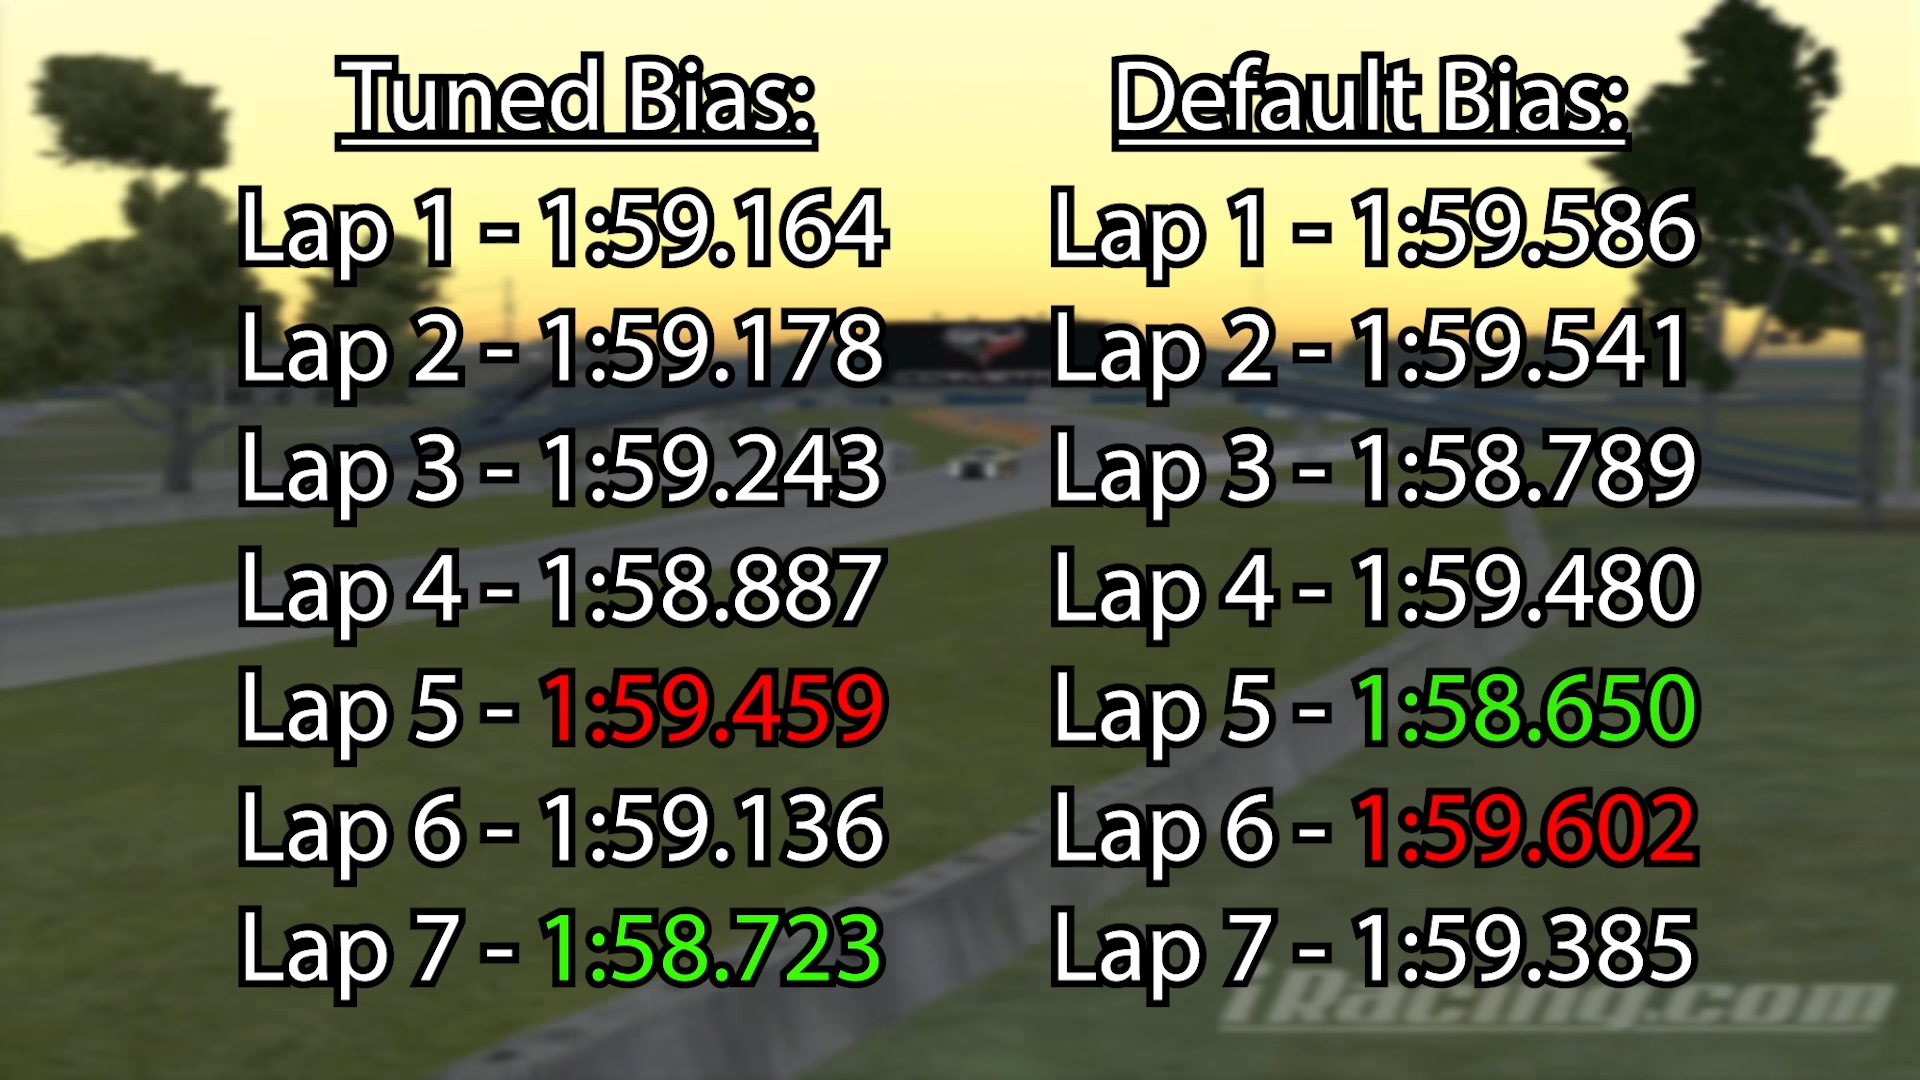 Tuned Bias:
Lap 1 - 1:59.164
Lap 2 - 1:59.178
Lap 3 - 1:59.243
Lap 4 - 1:58.887
Lap 5 - 1:59.459
Lap 6 - 1:59.136
Lap 7 - 1:58.723
Default Bias:
Lap 1 - 1:59.586
Lap 2 - 1:59.541
Lap 3 - 1:58.789
Lap 4 - 1:59.480
Lap 5 - 1:58.650
Lap 6 - 1:59.602
Lap 7 - 1:59.385
iRacing.com